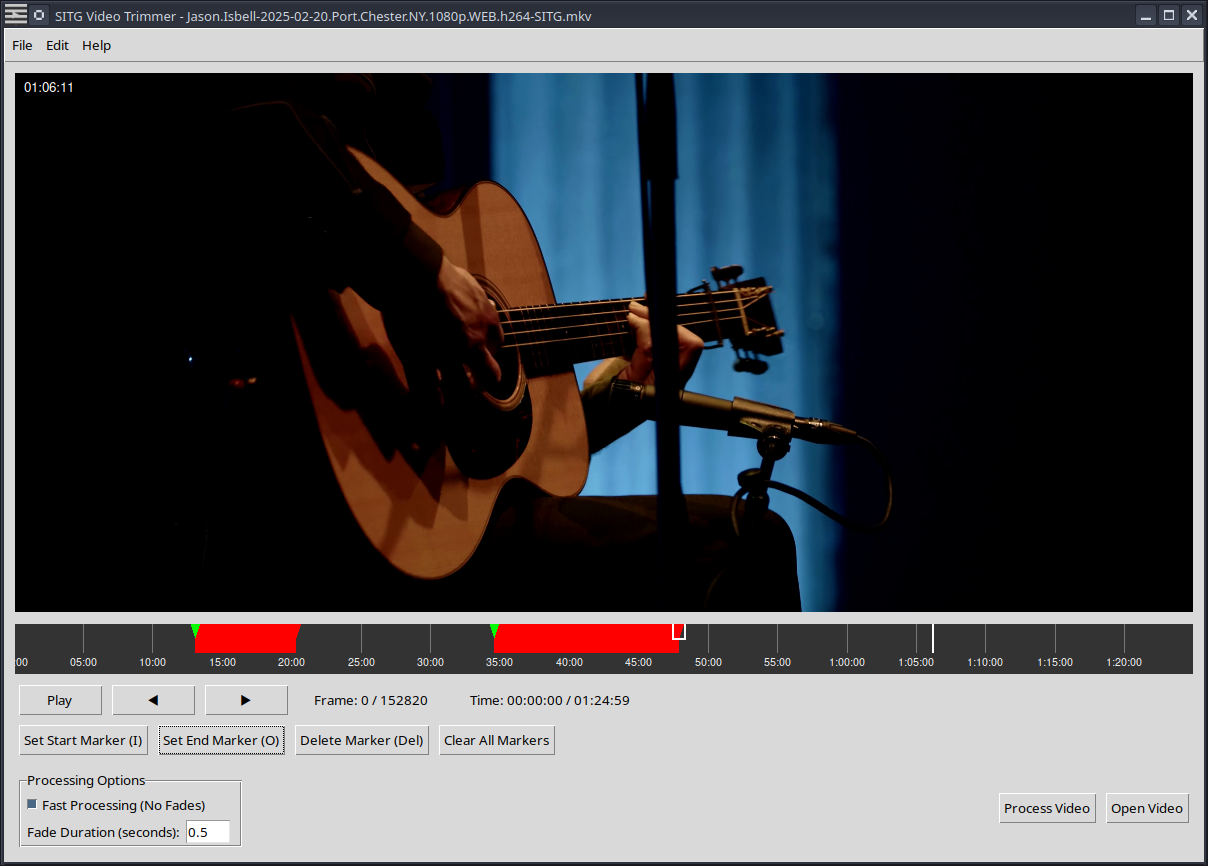 SITG Video Trimmer - Jason.Isbell-2025-02-20.Port.Chester.NY.1080p.WEB.h264-SITG.mkv
File Edit Help
01:06:11
:00 05:00 10:00 15:00 20:00 25:00 30:00 35:00 40:00 45:00 50:00 55:00 1:00:00 1:05:00 1:10:00 1:15:00 1:20:00
Play ◀ ▶ Frame: 0 / 152820 Time: 00:00:00 / 01:24:59
Set Start Marker (I) Set End Marker (O) Delete Marker (Del) Clear All Markers
Processing Options
Fast Processing (No Fades)
Process Video Open Video
Fade Duration (seconds): 0.5